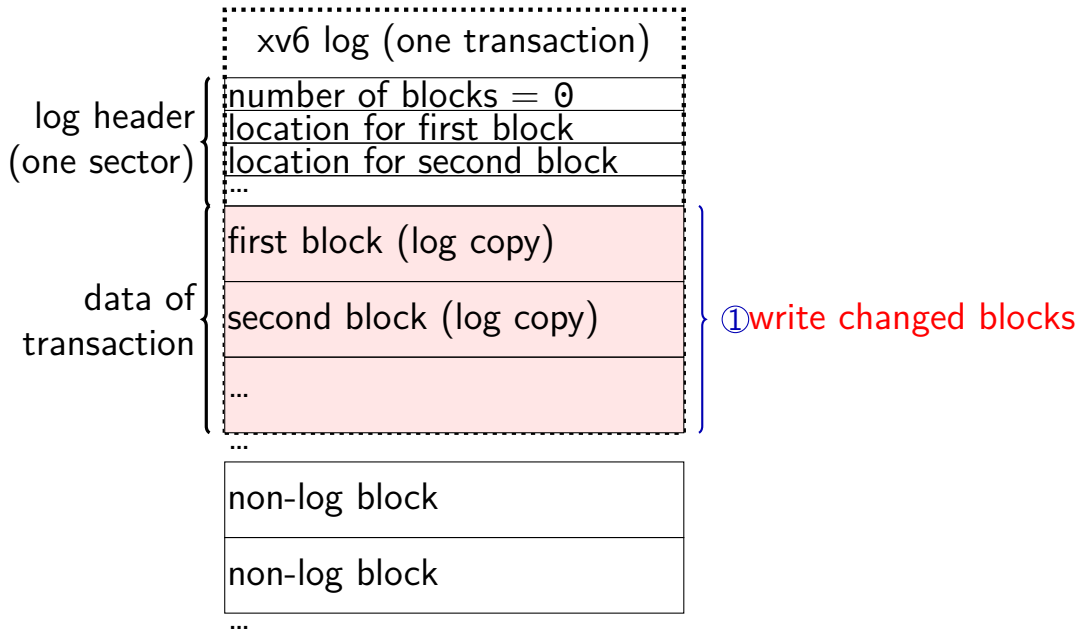 xv6 log (one transaction)
log header
(one sector)
number of blocks = 0
location for first block
location for second block
…
data of
transaction
first block (log copy)
second block (log copy)
…
①write changed blocks
…
non-log block
non-log block
…